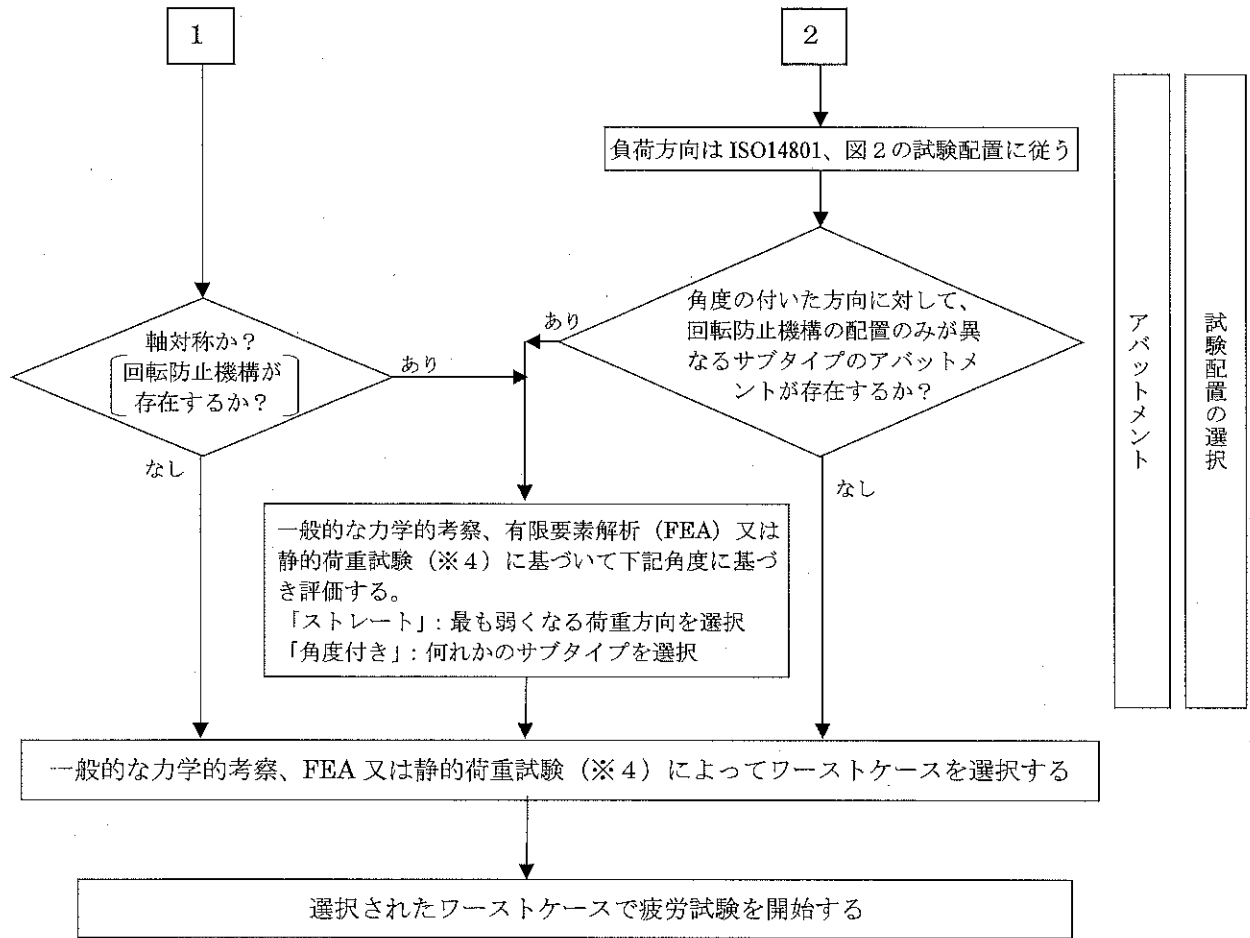 1
2
負荷方向は ISO14801、図２の試験配置に従う
軸対称か？
回転防止機構が
存在するか？
あり
なし
角度の付いた方向に対して、
回転防止機構の配置のみが異
なるサブタイプのアバットメ
ントが存在するか？
あり
なし
一般的な力学的考察、有限要素解析（FEA）又は
静的荷重試験（※４）に基づいて下記角度に基づ
き評価する。
「ストレート」：最も弱くなる荷重方向を選択
「角度付き」：何れかのサブタイプを選択
一般的な力学的考察、FEA 又は静的荷重試験（※４）によってワーストケースを選択する
選択されたワーストケースで疲労試験を開始する
アバットメント
試験配置の選択